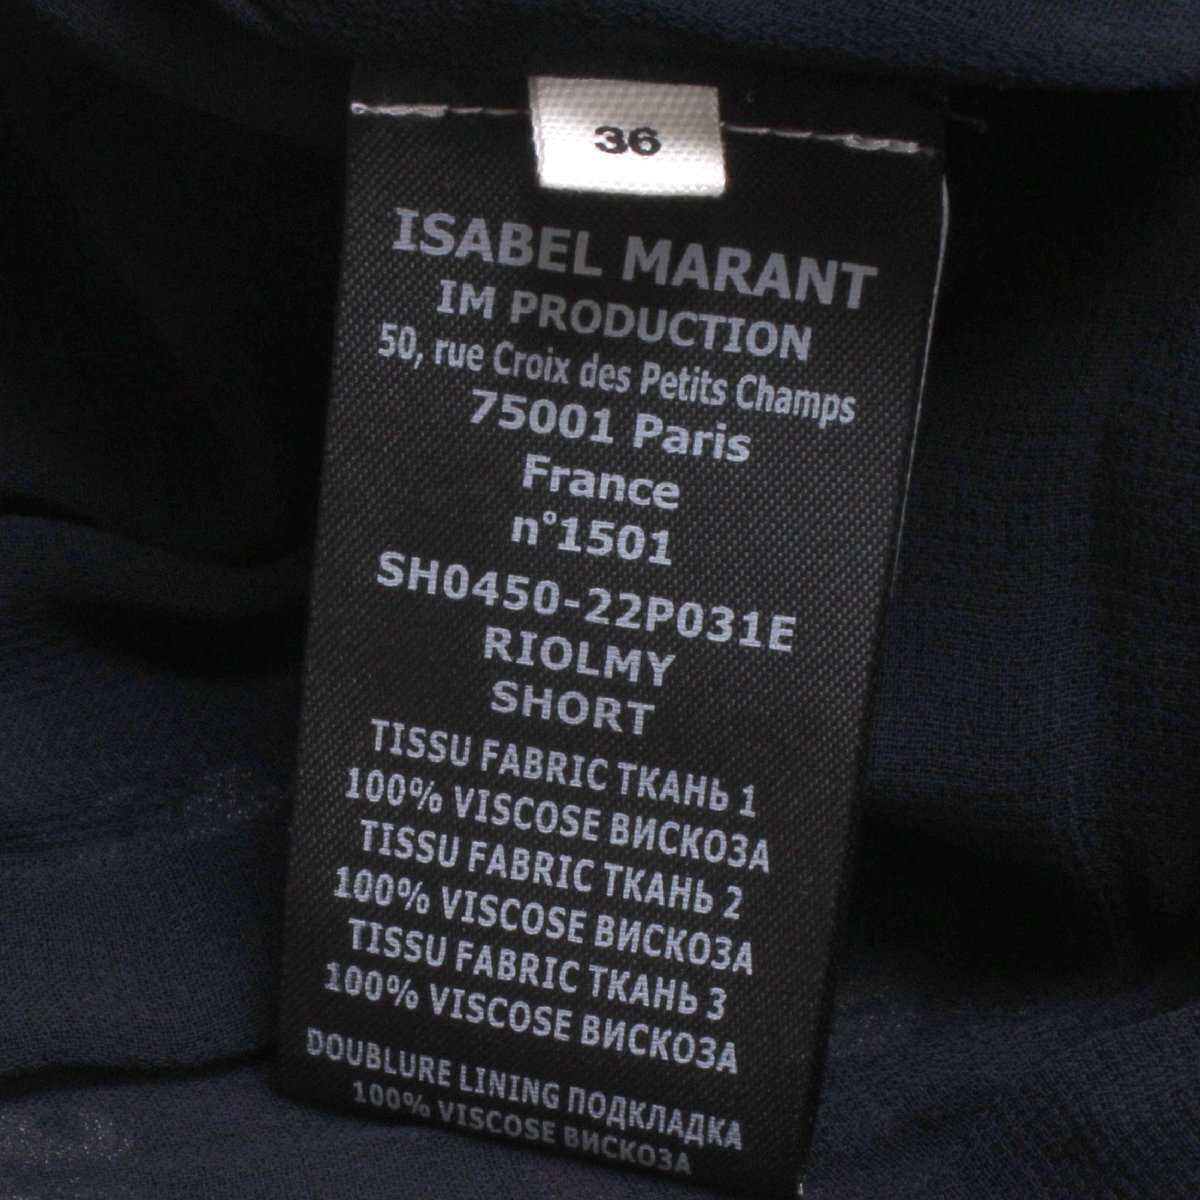 36
ISABEL MARANT
IM PRODUCTION
50, rue Croix des Petits Champs
75001 Paris
France
n°1501
SH0450-22P031E
RIOLMY
SHORT
TISSU FABRIC ТКАНЬ 1
100% VISCOSE ВИСКОЗА
TISSU FABRIC ТКАНЬ 2
100% VISCOSE ВИСКОЗА
TISSU FABRIC ТКАНЬ 3
100% VISCOSE ВИСКОЗА
DOUBLURE LINING ПОДКЛАДКА
100% VISCOSE ВИСКОЗА